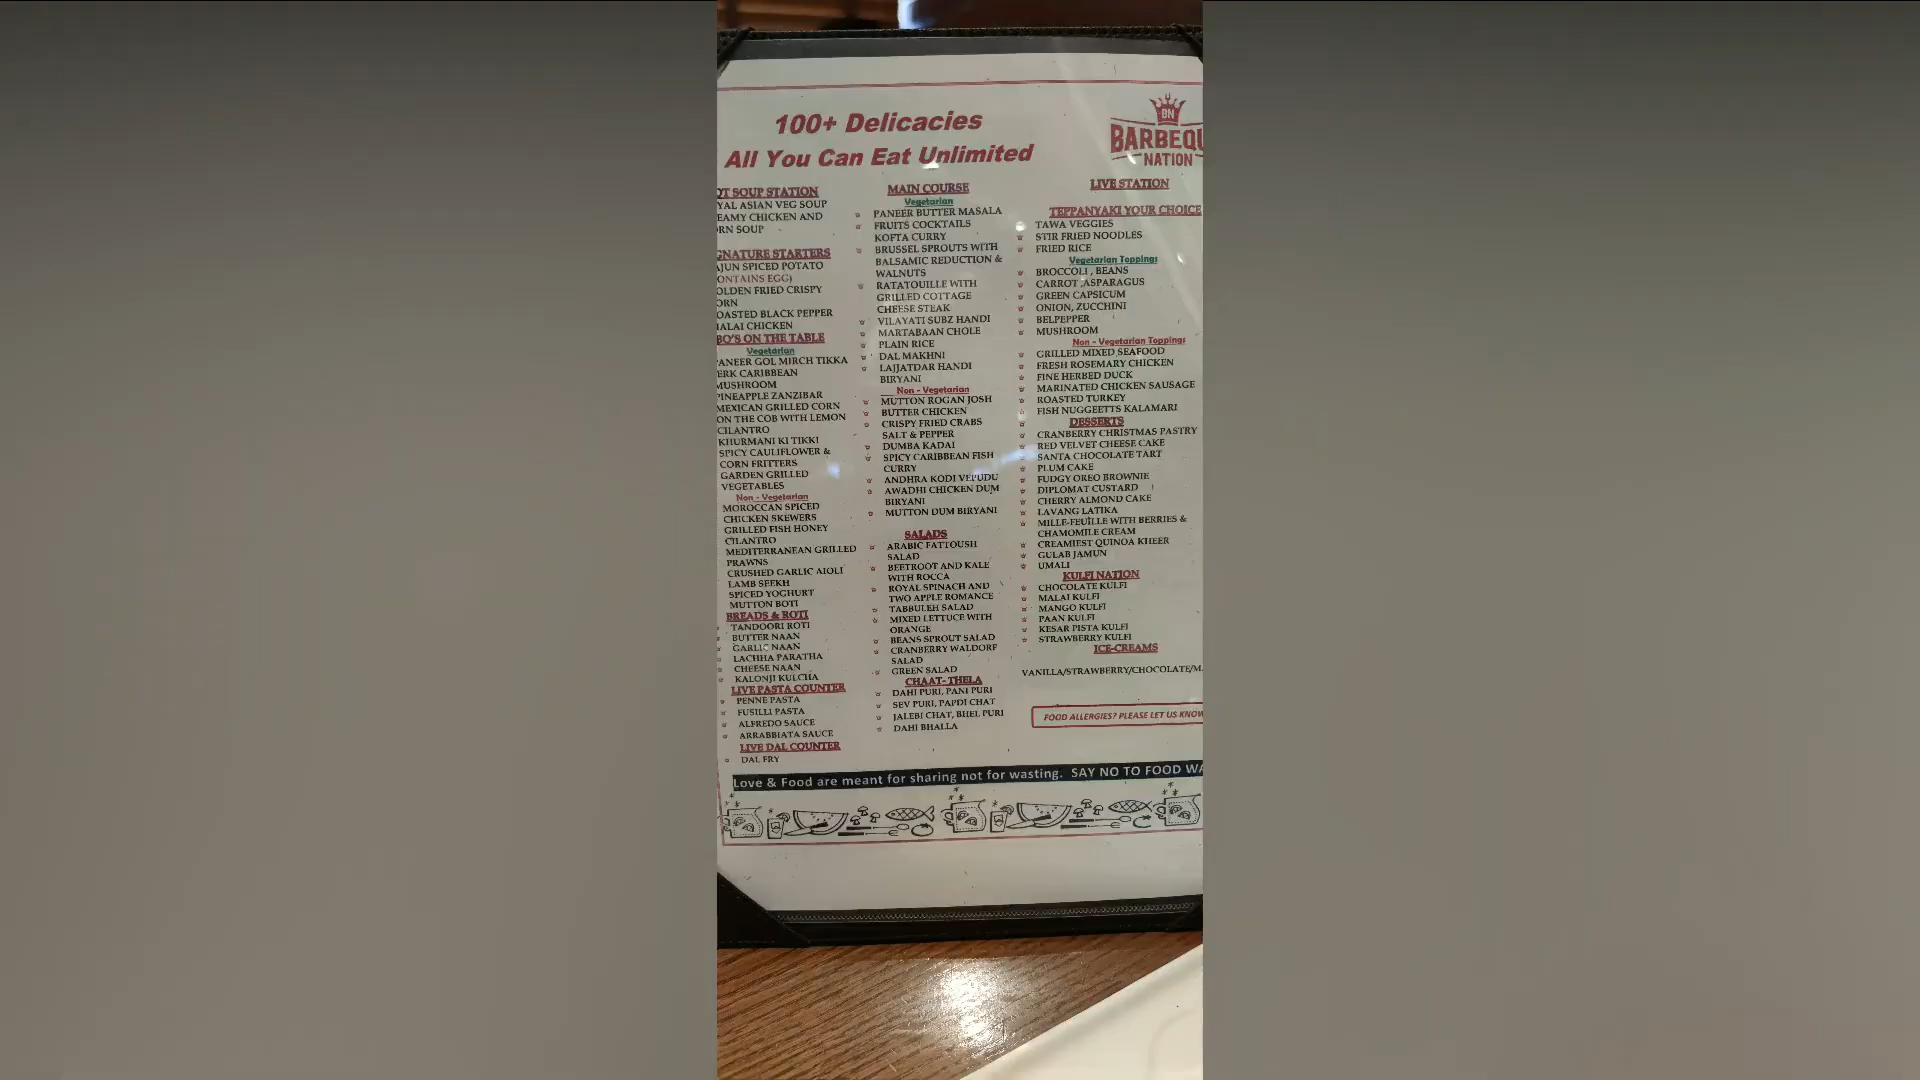 100+ Delicacies
All You Can Eat Unlimited
BN
BARBEQU
NATION
OT SOUP STATION
YAL ASIAN VEG SOUP
EAMY CHICKEN AND
RN SOUP
GNATURE STARTERS
AJUN SPICED POTATO
ONTAINS EGG)
OLDEN FRIED CRISPY
ORN
OASTED BLACK PEPPER
MALAI CHICKEN
BO'S ON THE TABLE
Vegetarian
PANEER GOL MIRCH TIKKA
ERK CARIBBEAN
MUSHROOM
PINEAPPLE ZANZIBAR
MEXICAN GRILLED CORN
ON THE COB WITH LEMON
CILANTRO
KHURMANI KI TIKKI
SPICY CAULIFLOWER &
CORN FRITTERS
GARDEN GRILLED
VEGETABLES
Non - Vegetarian
MOROCCAN SPICED
CHICKEN SKEWERS
GRILLED FISH HONEY
CILANTRO
MEDITERRANEAN GRILLED
PRAWNS
CRUSHED GARLIC AIOLI
LAMB SEEKH
SPICED YOGHURT
MUTTON BOTI
BREADS & ROTI
TANDOORI ROTI
BUTTER NAAN
GARLIC NAAN
LACHHA PARATHA
CHEESE NAAN
KALONJI KULCHA
LIVE PASTA COUNTER
PENNE PASTA
FUSILLI PASTA
ALFREDO SAUCE
ARRABBIATA SAUCE
LIVE DAL COUNTER
DAL FRY
MAIN COURSE
Vegetarian
PANEER BUTTER MASALA
FRUITS COCKTAILS
KOFTA CURRY
BRUSSEL SPROUTS WITH
BALSAMIC REDUCTION &
WALNUTS
RATATOUILLE WITH
GRILLED COTTAGE
CHEESE STEAK
VILAYATI SUBZ HANDI
MARTABAAN CHOLE
PLAIN RICE
DAL MAKHNI
LAJJATDAR HANDI
BIRYANI
Non - Vegetarian
MUTTON ROGAN JOSH
BUTTER CHICKEN
CRISPY FRIED CRABS
SALT & PEPPER
DUMBA KADAI
SPICY CARIBBEAN FISH
CURRY
ANDHRA KODI VEPUDU
AWADHI CHICKEN DUM
BIRYANI
MUTTON DUM BIRYANI
SALADS
ARABIC FATTOUSH
SALAD
BEETROOT AND KALE
WITH ROCCA
ROYAL SPINACH AND
TWO APPLE ROMANCE
TABBULEH SALAD
MIXED LETTUCE WITH
ORANGE
BEANS SPROUT SALAD
CRANBERRY WALDORF
SALAD
GREEN SALAD
CHAAT- THELA
DAHI PURI, PANI PURI
SEV PURI, PAPDI CHAT
JALEBI CHAT, BHEL PURI
DAHI BHALLA
LIVE STATION
TEPPANYAKI YOUR CHOICE
TAWA VEGGIES
STIR FRIED NOODLES
FRIED RICE
Vegetarian Toppings
BROCCOLI , BEANS
CARROT ,ASPARAGUS
GREEN CAPSICUM
ONION, ZUCCHINI
BELPEPPER
MUSHROOM
Non - Vegetarian Toppings
GRILLED MIXED SEAFOOD
FRESH ROSEMARY CHICKEN
FINE HERBED DUCK
MARINATED CHICKEN SAUSAGE
ROASTED TURKEY
FISH NUGGEETTS KALAMARI
DESSERTS
CRANBERRY CHRISTMAS PASTRY
RED VELVET CHEESE CAKE
SANTA CHOCOLATE TART
PLUM CAKE
FUDGY OREO BROWNIE
DIPLOMAT CUSTARD
CHERRY ALMOND CAKE
LAVANG LATIKA
MILLE-FEUILLE WITH BERRIES &
CHAMOMILE CREAM
CREAMIEST QUINOA KHEER
GULAB JAMUN
UMALI
KULFI NATION
CHOCOLATE KULFI
MALAI KULFI
MANGO KULFI
PAAN KULFI
KESAR PISTA KULFI
STRAWBERRY KULFI
ICE-CREAMS
VANILLA/STRAWBERRY/CHOCOLATE/M
FOOD ALLERGIES? PLEASE LET US KNOW
Love & Food are meant for sharing not for wasting. SAY NO TO FOOD WA